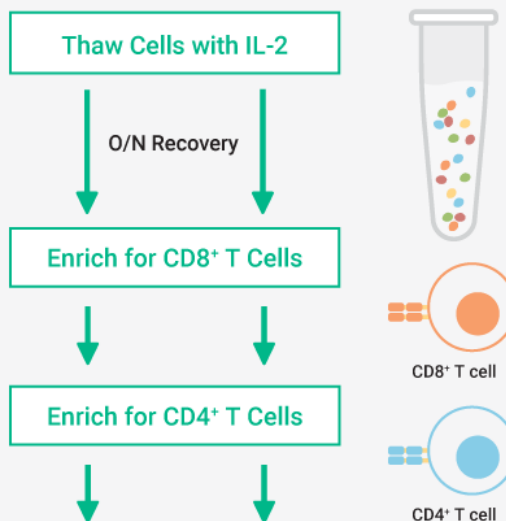 Thaw Cells with IL-2
O/N Recovery
Enrich for CD8⁺ T Cells
CD8⁺ T cell
Enrich for CD4⁺ T Cells
CD4⁺ T cell